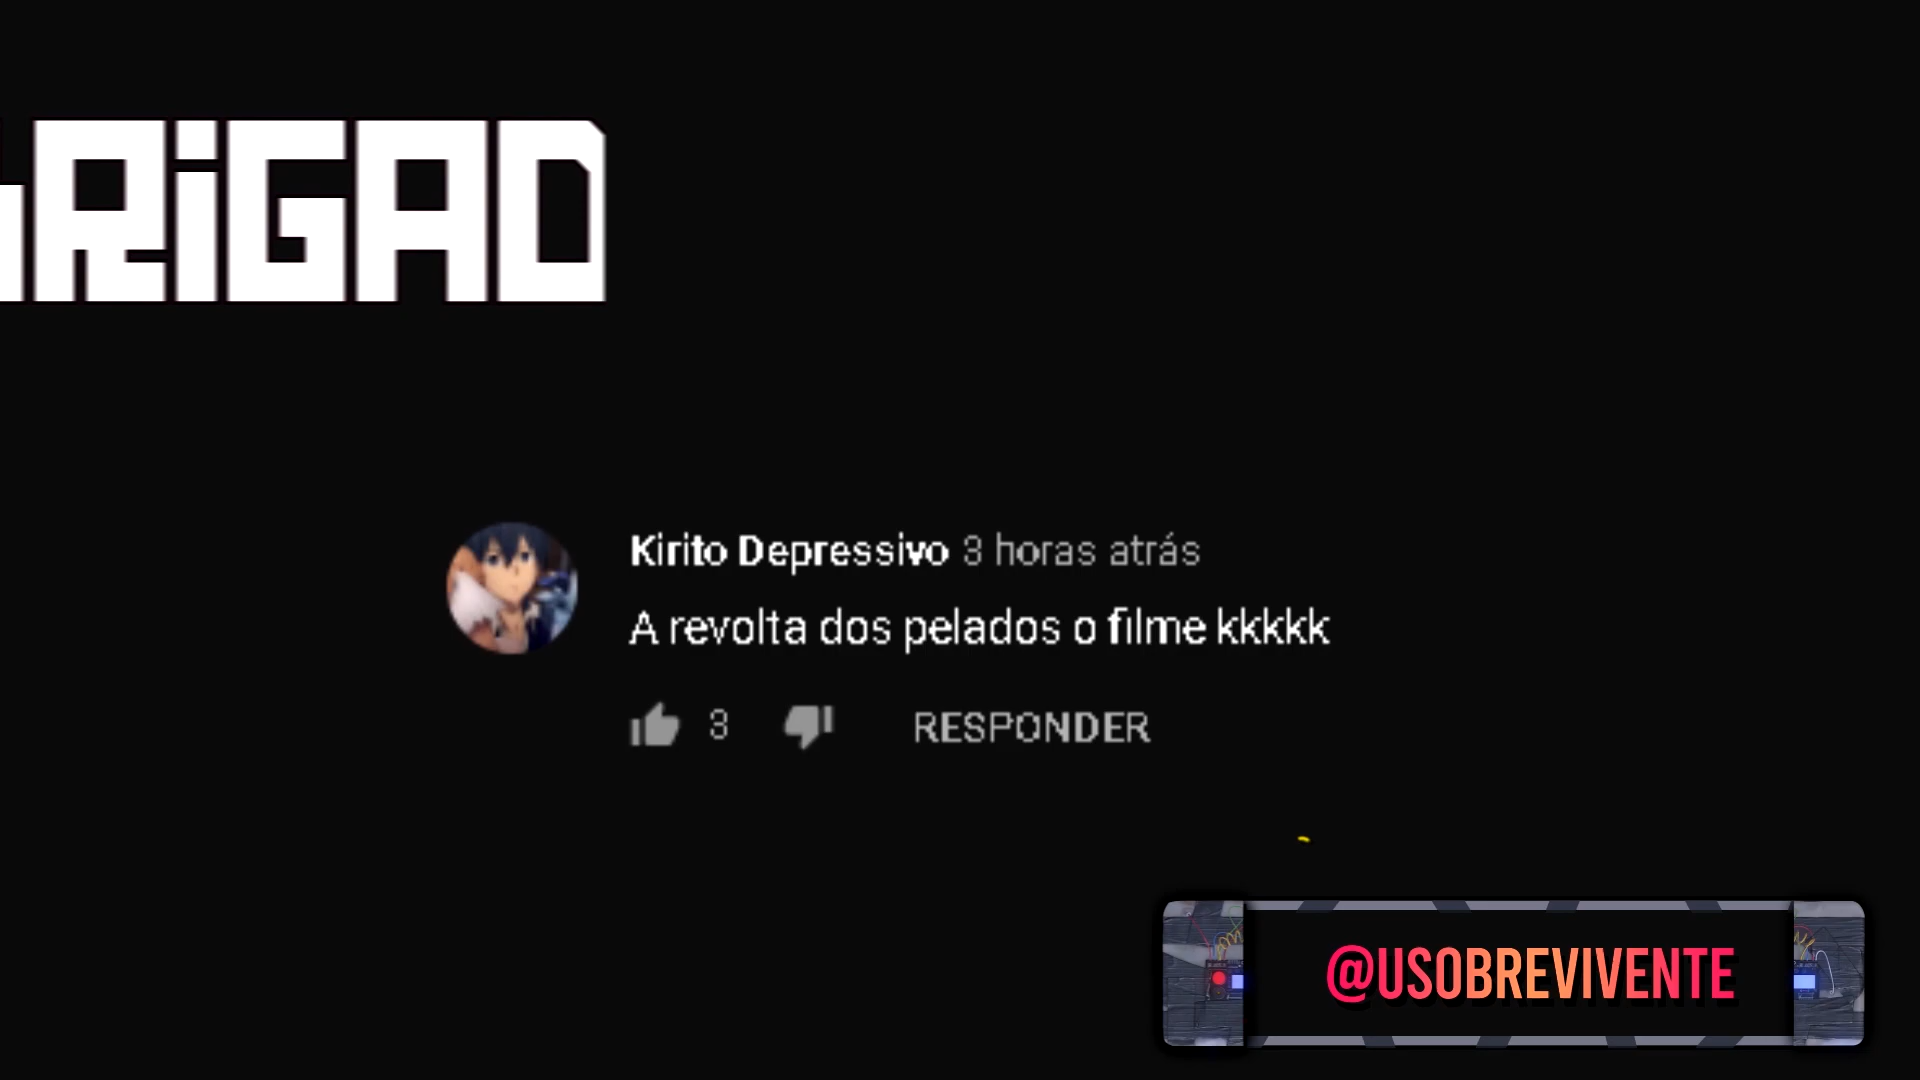 RiGAD
Kirito Depressivo 3 horas atrás
A revolta dos pelados o filme kkkkk
3 RESPONDER
@USOBREVIVENTE